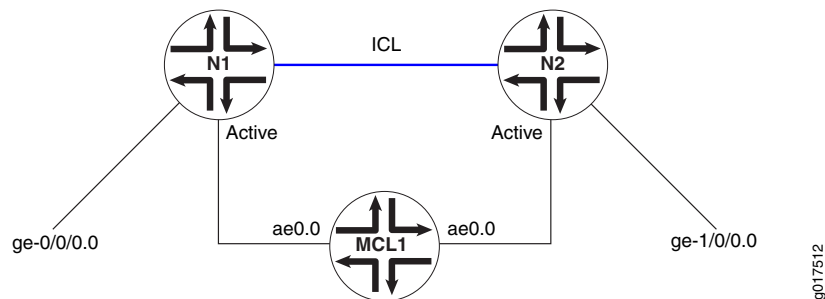 ICL
N1
N2
Active
Active
ae0.0
ae0.0
MCL1
ge-0/0/0.0
ge-1/0/0.0
g017512